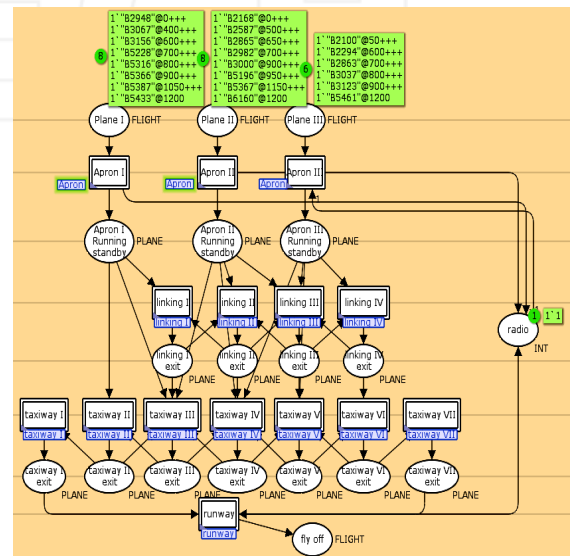 8
1`"B2948"@0+++
1`"B3067"@400+++
1`"B3156"@600+++
1`"B5228"@700+++
1`"B5316"@800+++
1`"B5366"@900+++
1`"B5387"@1050+++
1`"B5433"@1200
8
1`"B2168"@0+++
1`"B2587"@500+++
1`"B2865"@650+++
1`"B2982"@700+++
1`"B3000"@900+++
1`"B5196"@950+++
1`"B5367"@1150+++
1`"B6160"@1200
6
1`"B2100"@50+++
1`"B2294"@600+++
1`"B2863"@700+++
1`"B3037"@800+++
1`"B3123"@900+++
1`"B5461"@1200
Plane I FLIGHT
Plane II FLIGHT
Plane III FLIGHT
Apron I
Apron
Apron II
Apron
Apron III
Apron
1
Apron I
Running
standby
PLANE
Apron II
Running
standby
PLANE
Apron III
Running
standby
PLANE
linking I
linking II
linking III
linking III
linking IV
linking IV
radio
1
1`1
INT
linking I
exit
PLANE
linking II
exit
PLANE
linking III
exit
PLANE
linking IV
exit
PLANE
taxiway I
taxiway I
taxiway II
taxiway II
taxiway III
taxiway III
taxiway IV
taxiway IV
taxiway V
taxiway V
taxiway VI
taxiway VI
taxiway VII
taxiway VII
taxiway I
exit
PLANE
taxiway II
exit
PLANE
taxiway III
exit
PLANE
taxiway IV
exit
PLANE
taxiway V
exit
PLANE
taxiway VI
exit
PLANE
taxiway VII
exit
PLANE
runway
runway
fly off FLIGHT